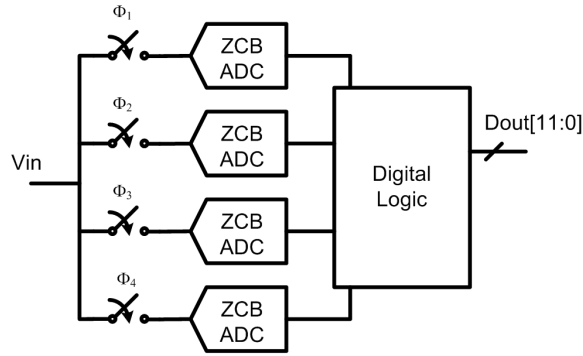 Φ1
ZCB
ADC
Φ2
ZCB
ADC
Dout[11:0]
Vin
Digital
Logic
Φ3
ZCB
ADC
Φ4
ZCB
ADC